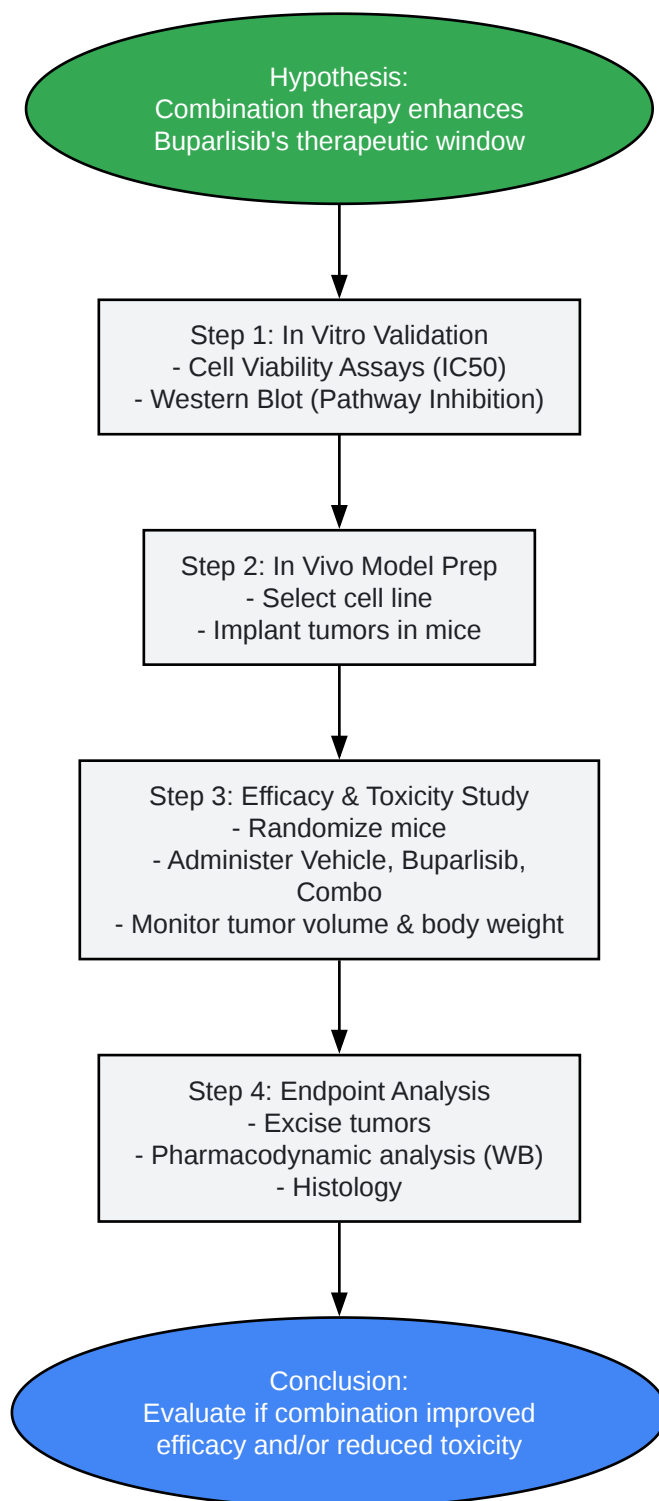 Hypothesis:
Combination therapy enhances
Buparlisib's therapeutic window
Step 1: In Vitro Validation
- Cell Viability Assays (IC50)
- Western Blot (Pathway Inhibition)
Step 2: In Vivo Model Prep
- Select cell line
- Implant tumors in mice
Step 3: Efficacy & Toxicity Study
- Randomize mice
- Administer Vehicle, Buparlisib,
Combo
- Monitor tumor volume & body weight
Step 4: Endpoint Analysis
- Excise tumors
- Pharmacodynamic analysis (WB)
- Histology
Conclusion:
Evaluate if combination improved
efficacy and/or reduced toxicity